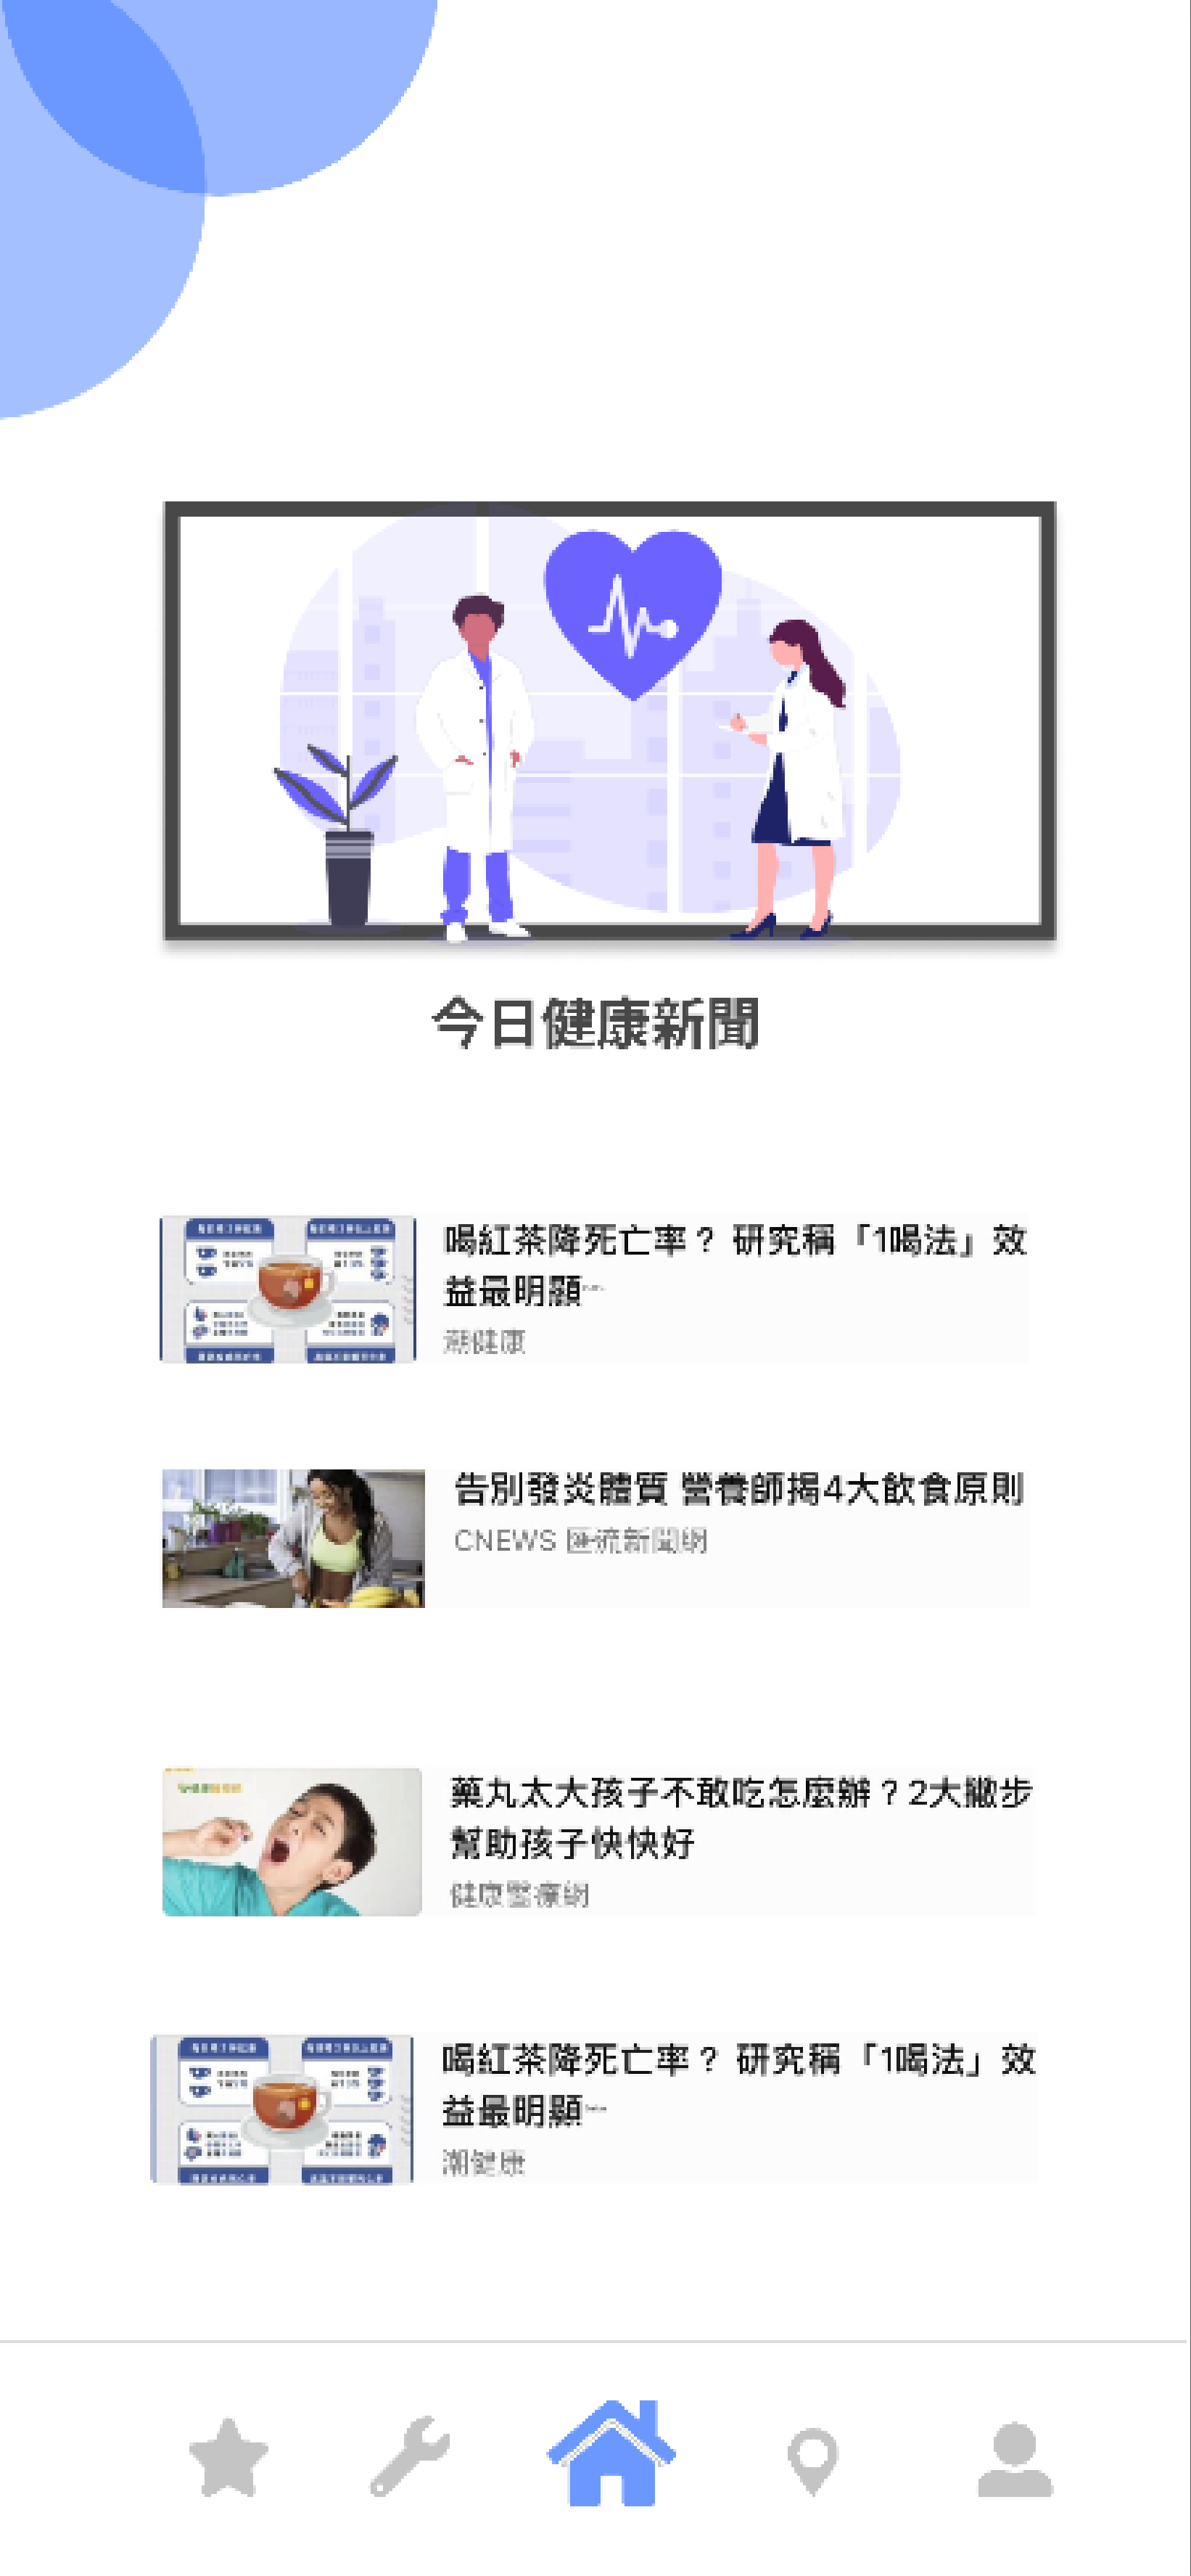 今日健康新聞
喝紅茶降死亡率？ 研究稱「1喝法」效
益最明顯…
潮健康
告別發炎體質 營養師揭4大飲食原則
CNEWS 匯流新聞網
藥丸太大孩子不敢吃怎麼辦？2大撇步
幫助孩子快快好
健康醫療網
喝紅茶降死亡率？ 研究稱「1喝法」效
益最明顯…
潮健康